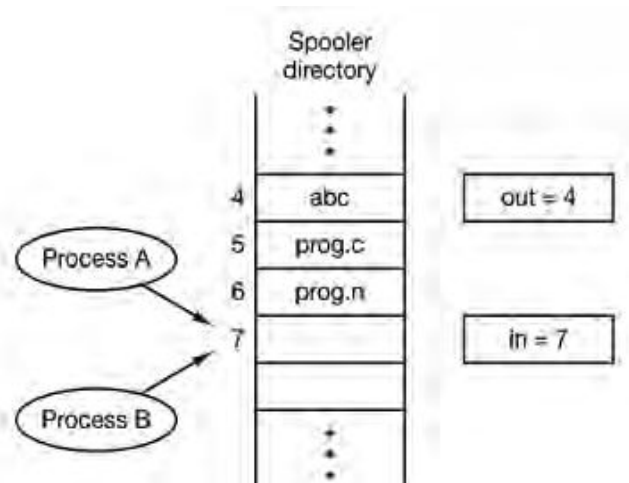 Spooler
directory
4 abc out = 4
Process A 5 prog.c
6 prog.n
7 in = 7
Process B